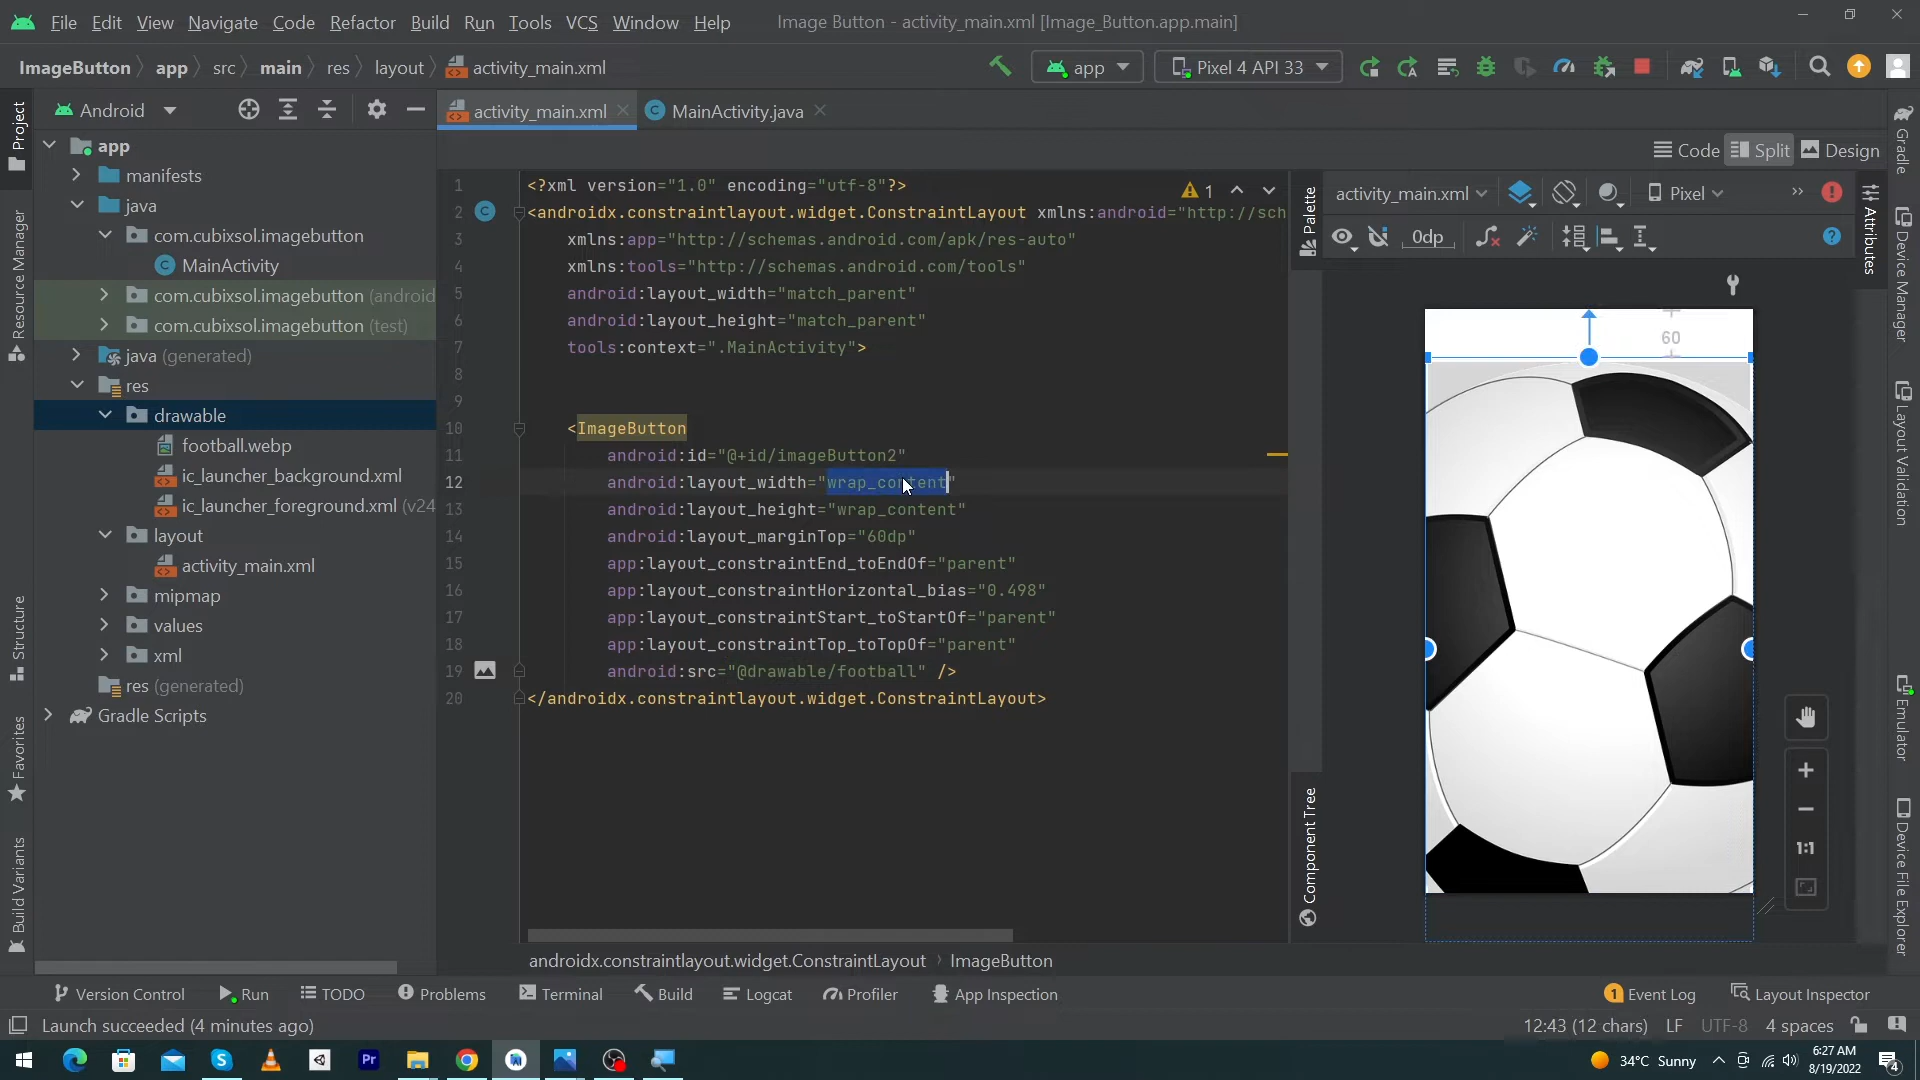 File Edit View Navigate Code Refactor Build Run Tools VCS Window Help Image Button - activity_main.xml [Image_Button.app.main]
ImageButton app src main res layout activity_main.xml app Pixel 4 API 33
Project
Android
activity_main.xml MainActivity.java
Code Split Design
app
manifests
java
com.cubixsol.imagebutton
MainActivity
com.cubixsol.imagebutton (android
com.cubixsol.imagebutton (test)
java (generated)
res
drawable
football.webp
ic_launcher_background.xml
ic_launcher_foreground.xml (v24
layout
activity_main.xml
mipmap
values
xml
res (generated)
Gradle Scripts
Resource Manager
Structure
Favorites
Build Variants
1 <?xml version="1.0" encoding="utf-8"?>
2 <androidx.constraintlayout.widget.ConstraintLayout xmlns:android="http://sch
3 xmlns:app="http://schemas.android.com/apk/res-auto"
4 xmlns:tools="http://schemas.android.com/tools"
5 android:layout_width="match_parent"
6 android:layout_height="match_parent"
7 tools:context=".MainActivity">
8
9
10 <ImageButton
11 android:id="@+id/imageButton2"
12 android:layout_width="wrap_content"
13 android:layout_height="wrap_content"
14 android:layout_marginTop="60dp"
15 app:layout_constraintEnd_toEndOf="parent"
16 app:layout_constraintHorizontal_bias="0.498"
17 app:layout_constraintStart_toStartOf="parent"
18 app:layout_constraintTop_toTopOf="parent"
19 android:src="@drawable/football" />
20 </androidx.constraintlayout.widget.ConstraintLayout>
1
Palette
Component Tree
activity_main.xml Pixel
0dp
60
1:1
Attributes
Gradle
Device Manager
Layout Validation
Emulator
Device File Explorer
androidx.constraintlayout.widget.ConstraintLayout ImageButton
Version Control Run TODO Problems Terminal Build Logcat Profiler App Inspection 1 Event Log Layout Inspector
Launch succeeded (4 minutes ago) 12:43 (12 chars) LF UTF-8 4 spaces
34°C Sunny 6:27 AM
8/19/2022
4
Pr